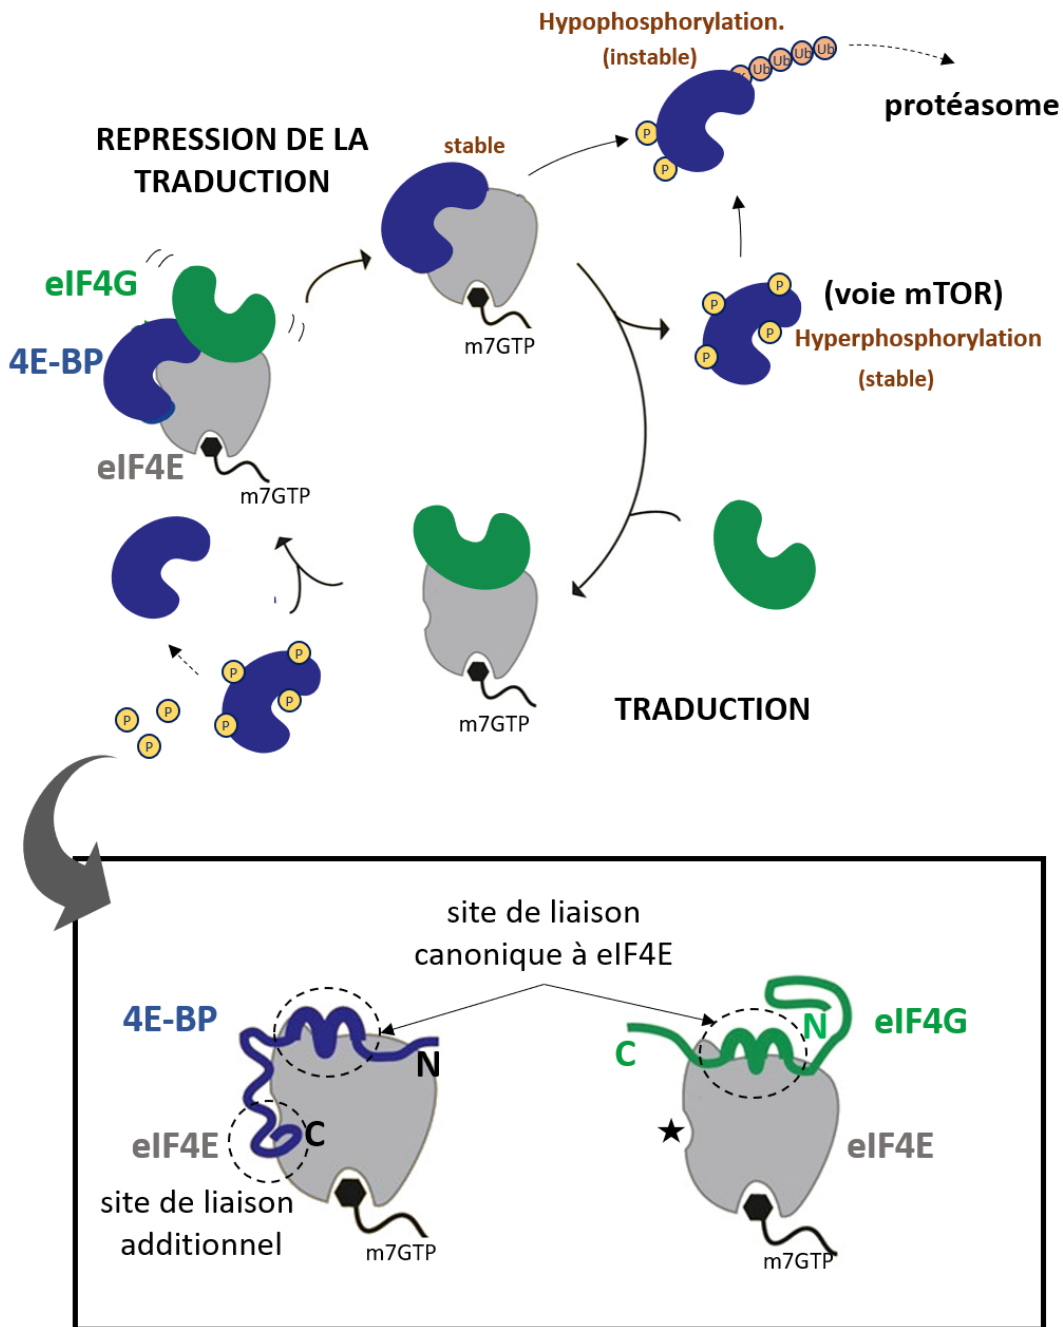 Hypophosphorylation.
(instable)
Ub Ub Ub Ub
protéasome
REPRESSION DE LA
TRADUCTION
stable
P
P
eIF4G
4E-BP
eIF4E
m7GTP
m7GTP
P
P
P
P
(voie mTOR)
Hyperphosphorylation
(stable)
P
P
P
P
P
P
P
m7GTP
TRADUCTION
site de liaison
canonique à eIF4E
4E-BP
N
C
eIF4E
site de liaison
additionnel
m7GTP
C
N
eIF4G
eIF4E
m7GTP